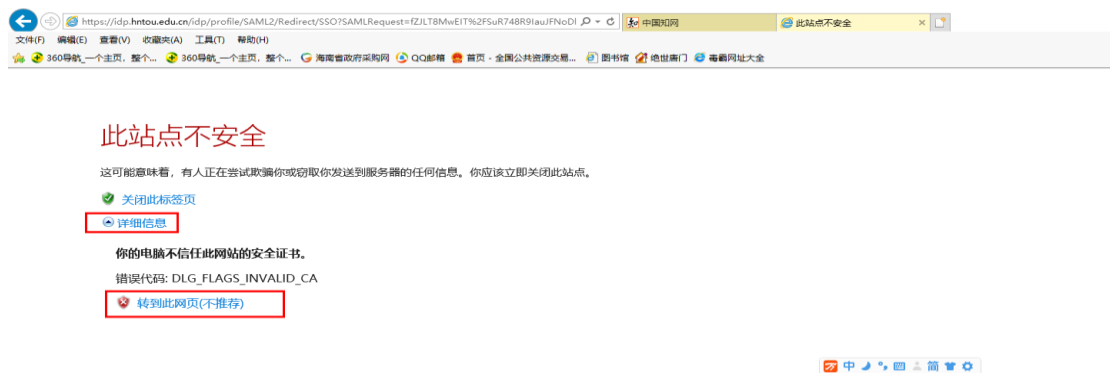 https://idp.hntou.edu.cn/idp/profile/SAML2/Redirect/SSO?SAMLRequest=fZJLT8MwEIT%2FSuR748R9IauJFNoDl 中国知网 此站点不安全
文件(F) 编辑(E) 查看(V) 收藏夹(A) 工具(T) 帮助(H)
360导航_一个主页，整个... 360导航_一个主页，整个... 海南省政府采购网 QQ邮箱 首页 - 全国公共资源交易... 图书馆 绝世唐门 毒霸网址大全
此站点不安全
这可能意味着，有人正在尝试欺骗你或窃取你发送到服务器的任何信息。你应该立即关闭此站点。
关闭此标签页
详细信息
你的电脑不信任此网站的安全证书。
错误代码: DLG_FLAGS_INVALID_CA
转到此网页(不推荐)
中 简